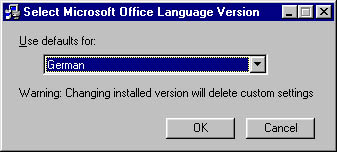 Select Microsoft Office Language Version
Use defaults for:
German
Warning: Changing installed version will delete custom settings
OK
Cancel